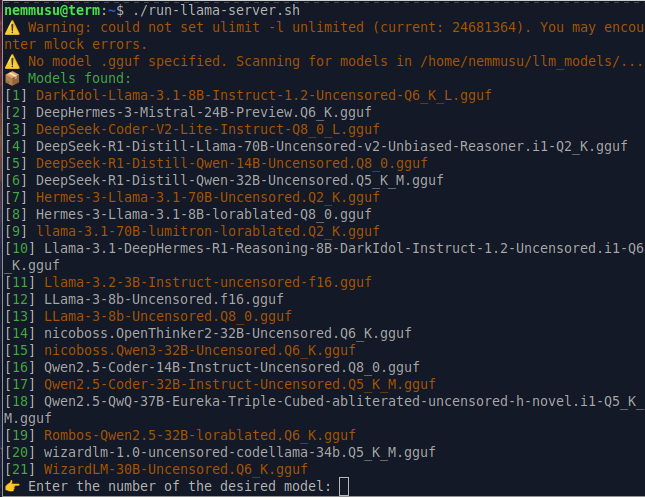 nemmusu@term:~$ ./run-llama-server.sh
⚠️ Warning: could not set ulimit -l unlimited (current: 24681364). You may encou
nter mlock errors.
⚠️ No model .gguf specified. Scanning for models in /home/nemmusu/llm_models/...
📦 Models found:
[1] DarkIdol-Llama-3.1-8B-Instruct-1.2-Uncensored-Q6_K_L.gguf
[2] DeepHermes-3-Mistral-24B-Preview.Q6_K.gguf
[3] DeepSeek-Coder-V2-Lite-Instruct-Q8_0_L.gguf
[4] DeepSeek-R1-Distill-Llama-70B-Uncensored-v2-Unbiased-Reasoner.i1-Q2_K.gguf
[5] DeepSeek-R1-Distill-Qwen-14B-Uncensored.Q8_0.gguf
[6] DeepSeek-R1-Distill-Qwen-32B-Uncensored.Q5_K_M.gguf
[7] Hermes-3-Llama-3.1-70B-Uncensored.Q2_K.gguf
[8] Hermes-3-Llama-3.1-8B-lorablated-Q8_0.gguf
[9] llama-3.1-70B-lumitron-lorablated.Q2_K.gguf
[10] Llama-3.1-DeepHermes-R1-Reasoning-8B-DarkIdol-Instruct-1.2-Uncensored.i1-Q6
_K.gguf
[11] Llama-3.2-3B-Instruct-uncensored-f16.gguf
[12] LLama-3-8b-Uncensored.f16.gguf
[13] LLama-3-8b-Uncensored.Q8_0.gguf
[14] nicoboss.OpenThinker2-32B-Uncensored.Q6_K.gguf
[15] nicoboss.Qwen3-32B-Uncensored.Q6_K.gguf
[16] Qwen2.5-Coder-14B-Instruct-Uncensored.Q8_0.gguf
[17] Qwen2.5-Coder-32B-Instruct-Uncensored.Q5_K_M.gguf
[18] Qwen2.5-QwQ-37B-Eureka-Triple-Cubed-abliterated-uncensored-h-novel.i1-Q5_K_
M.gguf
[19] Rombos-Qwen2.5-32B-lorablated.Q6_K.gguf
[20] wizardlm-1.0-uncensored-codellama-34b.Q5_K_M.gguf
[21] WizardLM-30B-Uncensored.Q6_K.gguf
👉 Enter the number of the desired model: